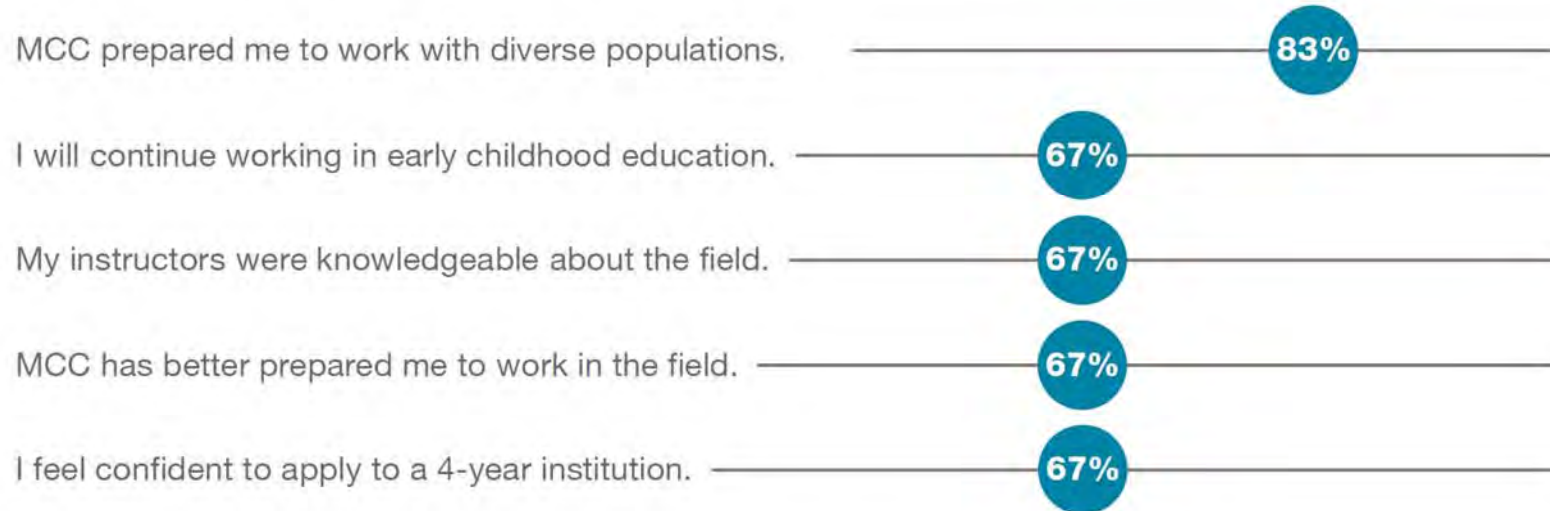 MCC prepared me to work with diverse populations. 83%
I will continue working in early childhood education. 67%
My instructors were knowledgeable about the field. 67%
MCC has better prepared me to work in the field. 67%
I feel confident to apply to a 4-year institution. 67%